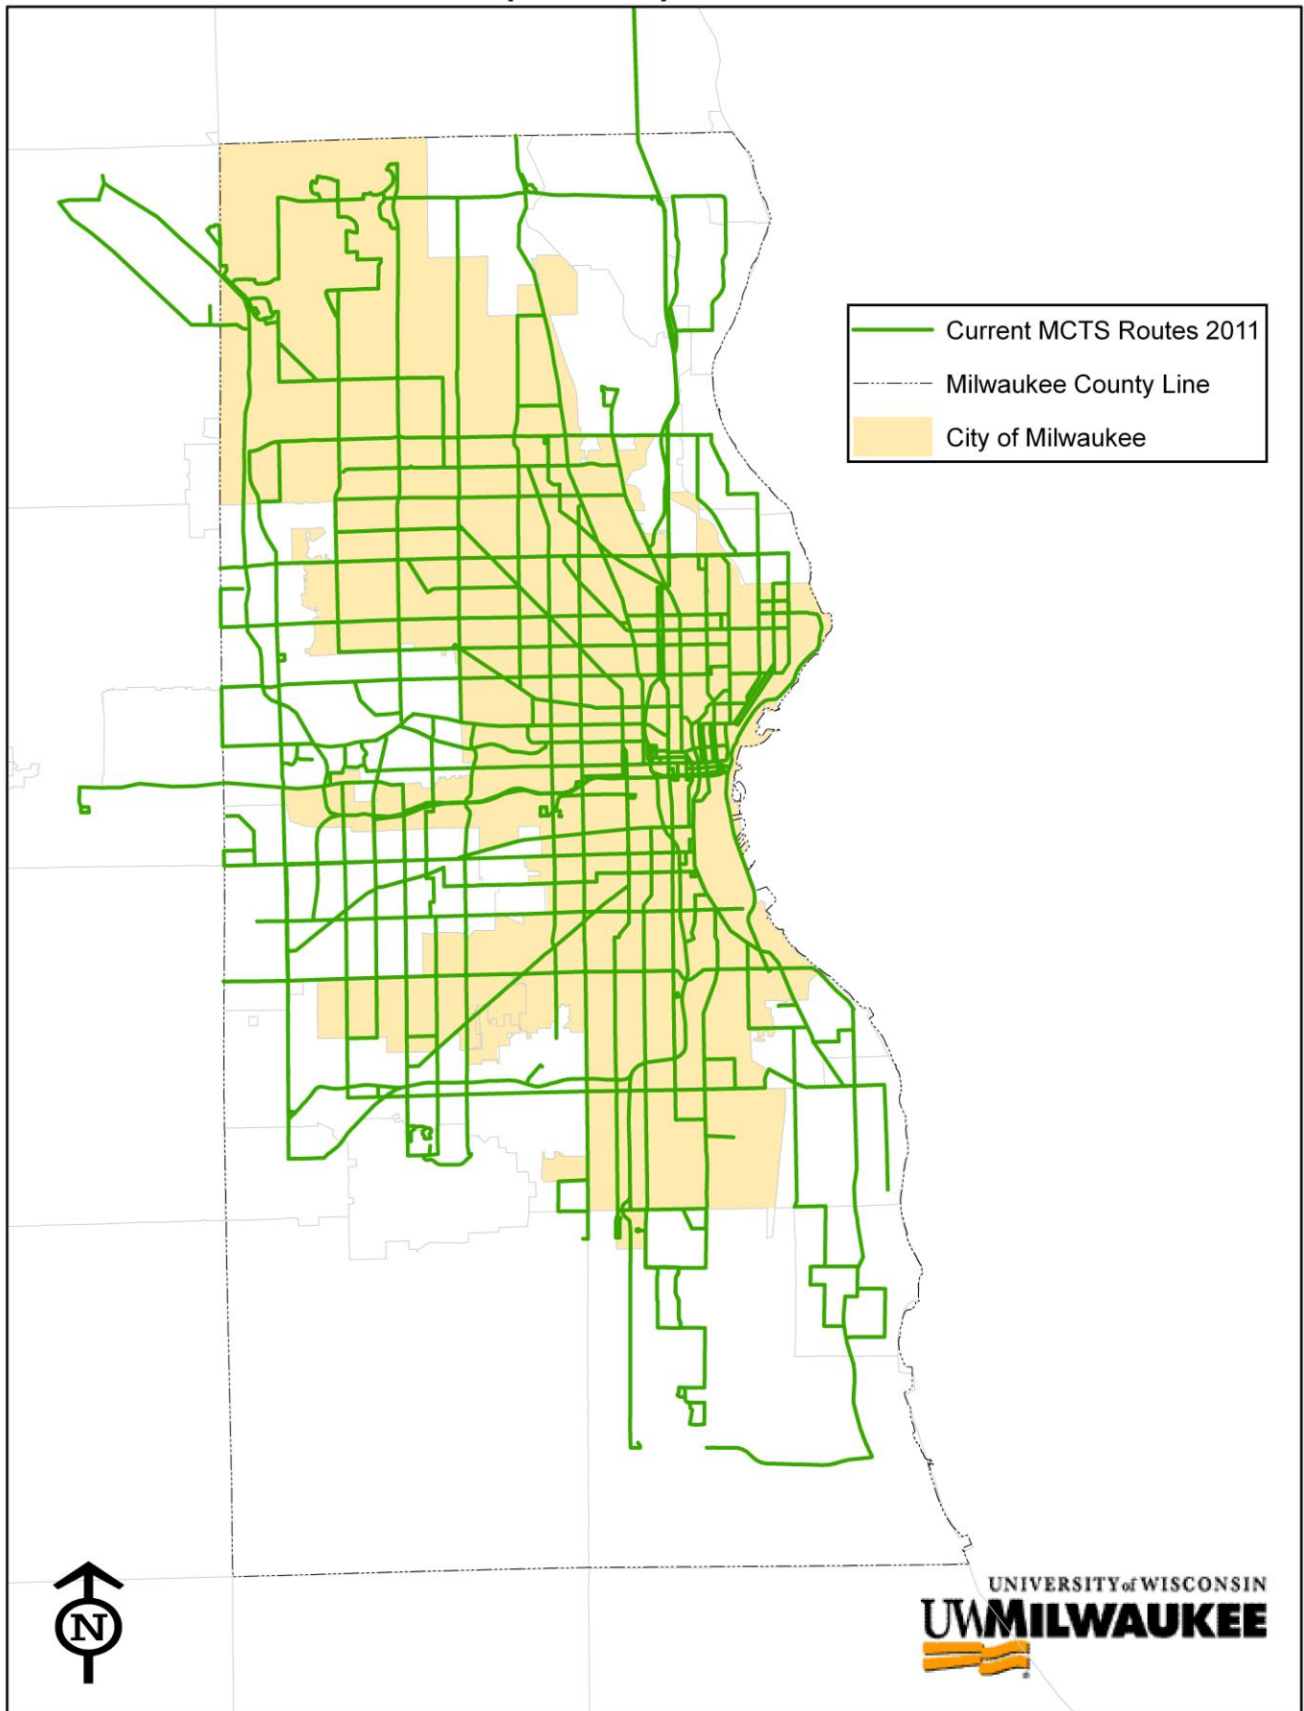 Current MCTS Routes 2011
Milwaukee County Line
City of Milwaukee
N
UNIVERSITY of WISCONSIN
UWMILWAUKEE